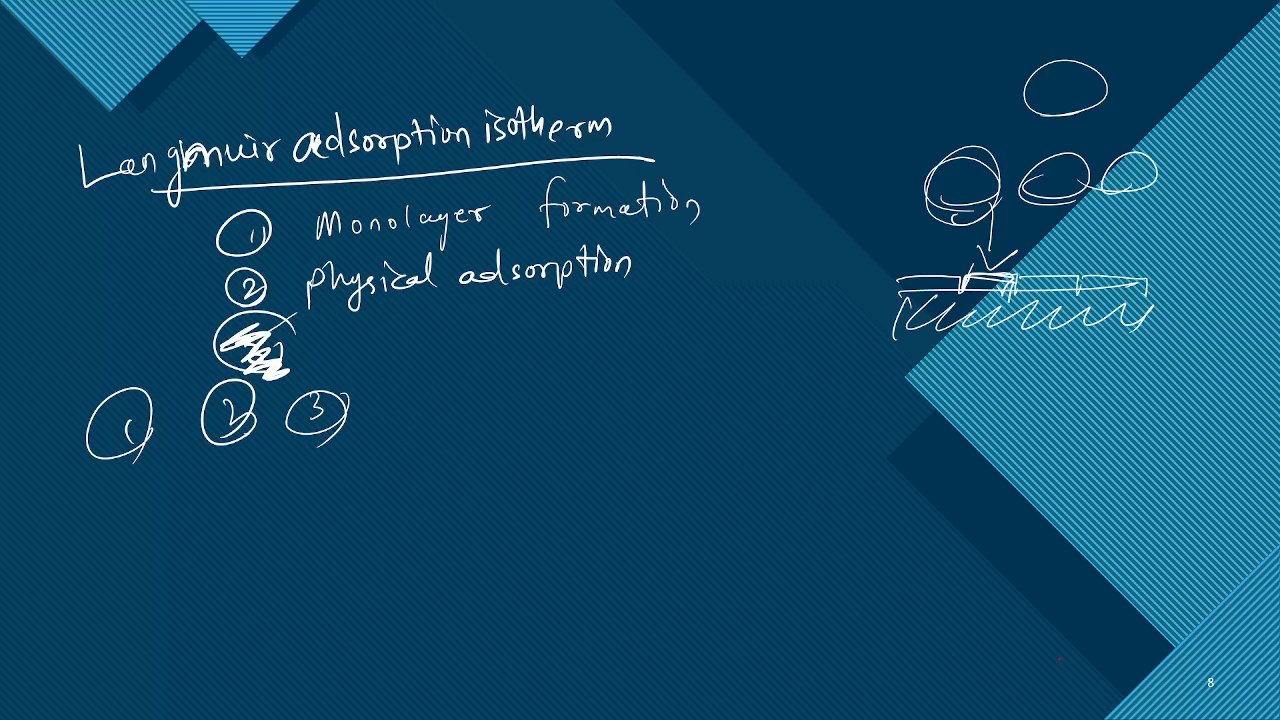 Langmuir adsorption isotherm
① Monolayer formation
② physical adsorption
① ② ③
8